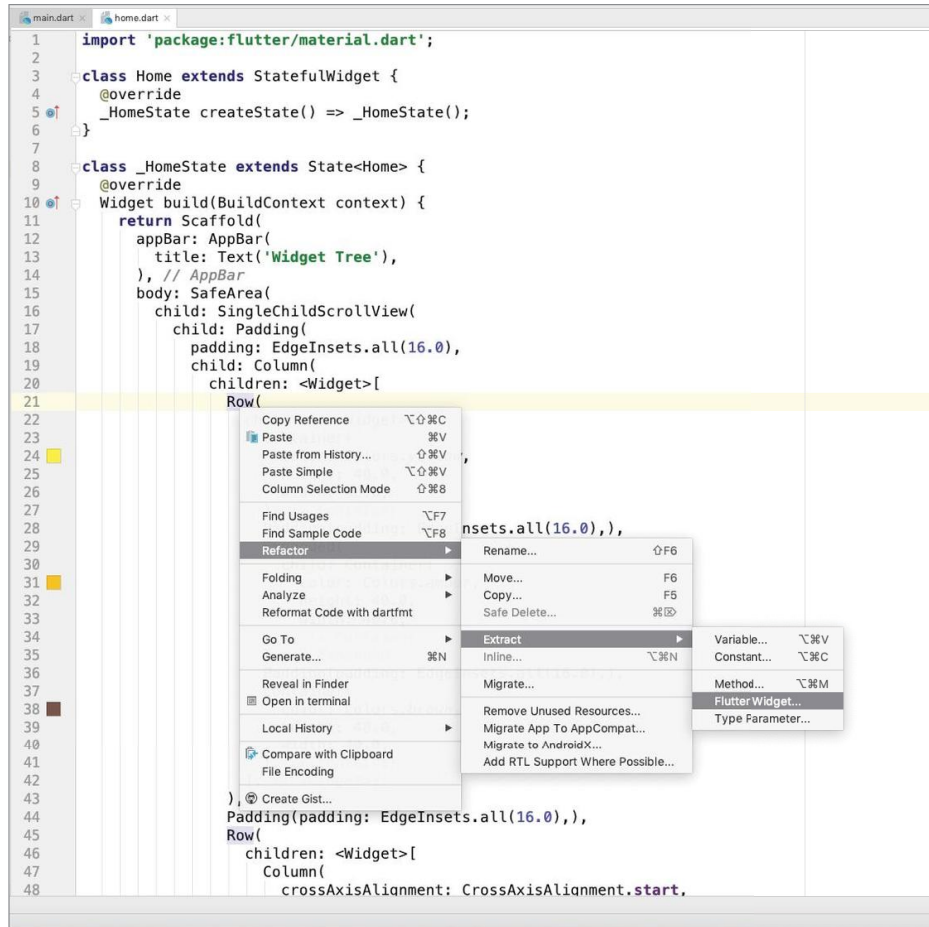 main.dart × home.dart ×
1 import 'package:flutter/material.dart';
2
3 class Home extends StatefulWidget {
4 @override
5 _HomeState createState() => _HomeState();
6 }
7
8 class _HomeState extends State<Home> {
9 @override
10 Widget build(BuildContext context) {
11 return Scaffold(
12 appBar: AppBar(
13 title: Text('Widget Tree'),
14 ), // AppBar
15 body: SafeArea(
16 child: SingleChildScrollView(
17 child: Padding(
18 padding: EdgeInsets.all(16.0),
19 child: Column(
20 children: <Widget>[
21 Row(
22
23
24 ,
25
26
27
28 nsets.all(16.0),),
29
30
31
32
33
34
35
36
37
38
39
40
41
42
43 ),
44 Padding(padding: EdgeInsets.all(16.0),),
45 Row(
46 children: <Widget>[
47 Column(
48 crossAxisAlignment: CrossAxisAlignment.start,
Copy Reference ⌥⇧⌘C
Paste ⌘V
Paste from History... ⇧⌘V
Paste Simple ⌥⇧⌘V
Column Selection Mode ⇧⌘8
Find Usages ⌥F7
Find Sample Code ⌥F8
Refactor ▶
Folding ▶
Analyze ▶
Reformat Code with dartfmt
Go To ▶
Generate... ⌘N
Reveal in Finder
Open in terminal
Local History ▶
Compare with Clipboard
File Encoding
Create Gist...
Rename... ⇧F6
Move... F6
Copy... F5
Safe Delete... ⌘⌦
Extract ▶
Inline... ⌥⌘N
Migrate...
Remove Unused Resources...
Migrate App To AppCompat...
Migrate to AndroidX...
Add RTL Support Where Possible...
Variable... ⌥⌘V
Constant... ⌥⌘C
Method... ⌥⌘M
Flutter Widget...
Type Parameter...